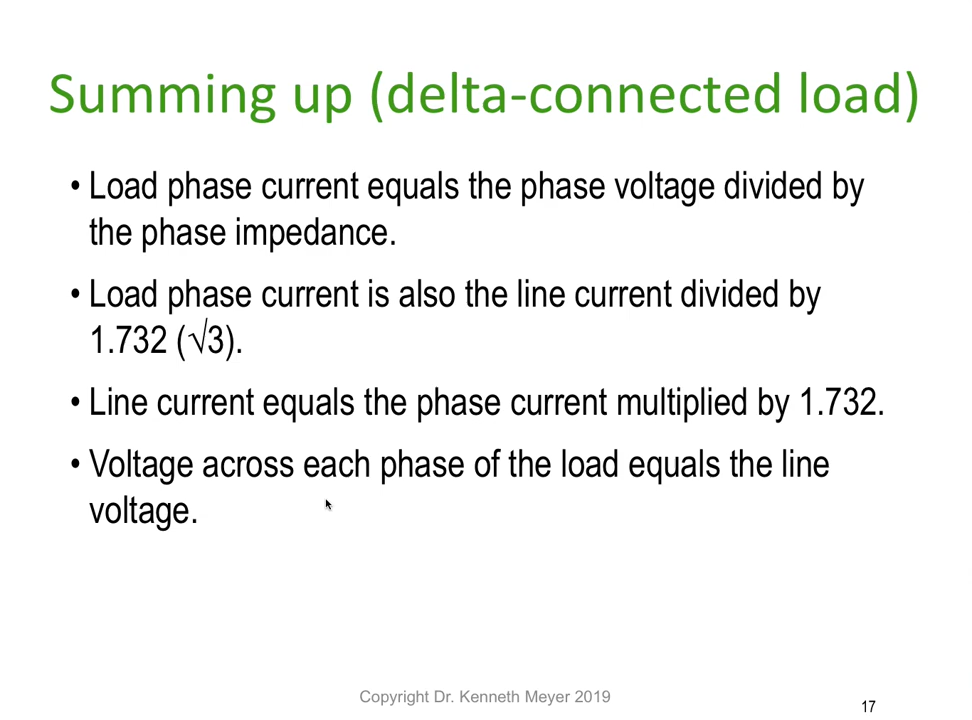 Summing up (delta-connected load)
• Load phase current equals the phase voltage divided by
the phase impedance.
• Load phase current is also the line current divided by
1.732 (√3).
• Line current equals the phase current multiplied by 1.732.
• Voltage across each phase of the load equals the line
voltage.
Copyright Dr. Kenneth Meyer 2019
17